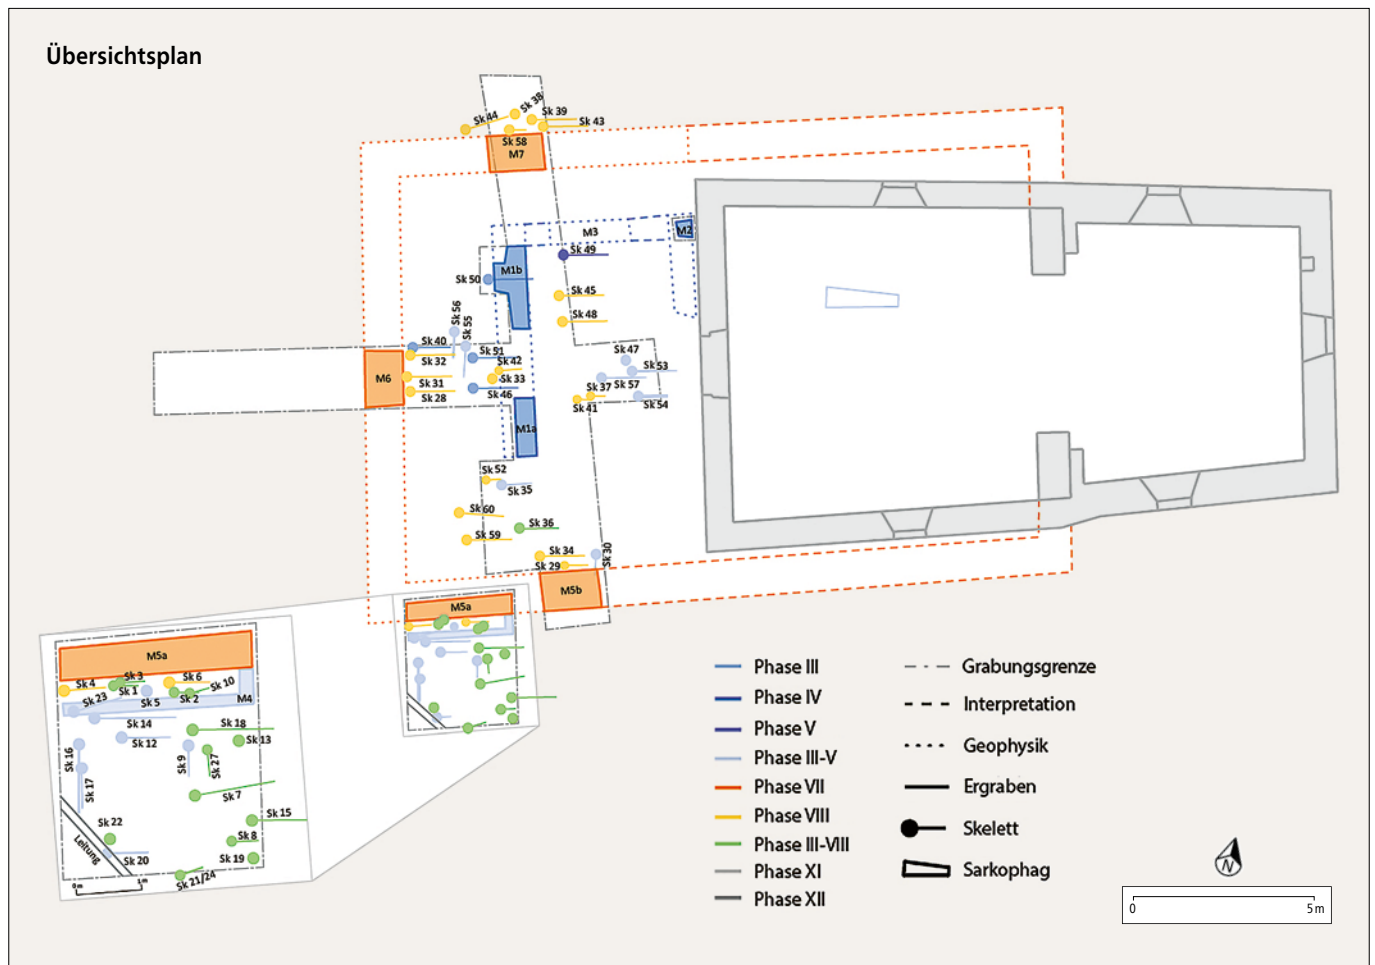 Übersichtsplan
Sk 44
Sk 38
Sk 39
Sk 43
Sk 58
M7
M3
M2
Sk 49
M1b
Sk 50
Sk 45
Sk 48
Sk 56
Sk 55
Sk 40
Sk 51
Sk 32
Sk 42
Sk 33
Sk 31
Sk 28
Sk 46
M6
Sk 47
Sk 53
Sk 37
Sk 57
Sk 41
Sk 54
M1a
Sk 52
Sk 35
Sk 60
Sk 36
Sk 59
Sk 34
Sk 30
Sk 29
M5b
M5a
M5a
Sk 4
Sk 3
Sk 6
Sk 10
Sk 23
Sk 1
Sk 5
Sk 2
M4
Sk 14
Sk 12
Sk 18
Sk 13
Sk 16
Sk 17
Sk 9
Sk 27
Sk 7
Sk 15
Sk 22
Sk 8
Sk 20
Sk 19
Leitung
Sk 21/24
0m 1m
Phase III
Phase IV
Phase V
Phase III-V
Phase VII
Phase VIII
Phase III-VIII
Phase XI
Phase XII
Grabungsgrenze
Interpretation
Geophysik
Ergraben
Skelett
Sarkophag
N
0 5 m